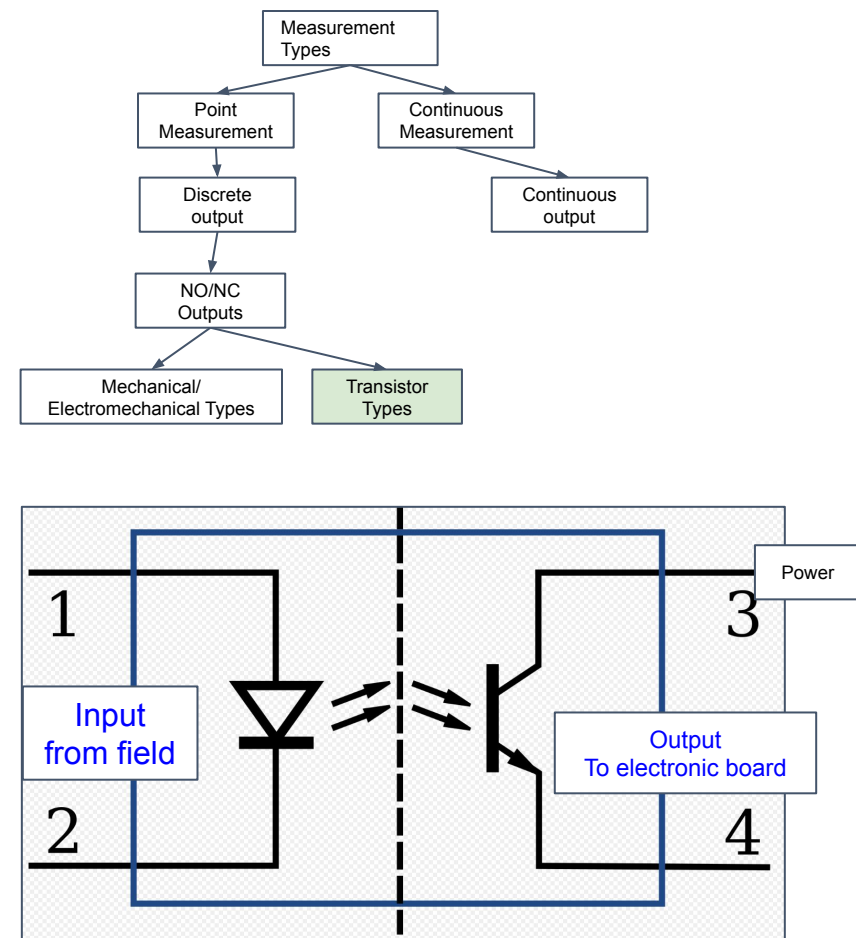 Measurement
Types
Point
Measurement
Continuous
Measurement
Discrete
output
Continuous
output
NO/NC
Outputs
Mechanical/
Electromechanical Types
Transistor
Types
1
Power
3
Input
from field
Output
To electronic board
2
4